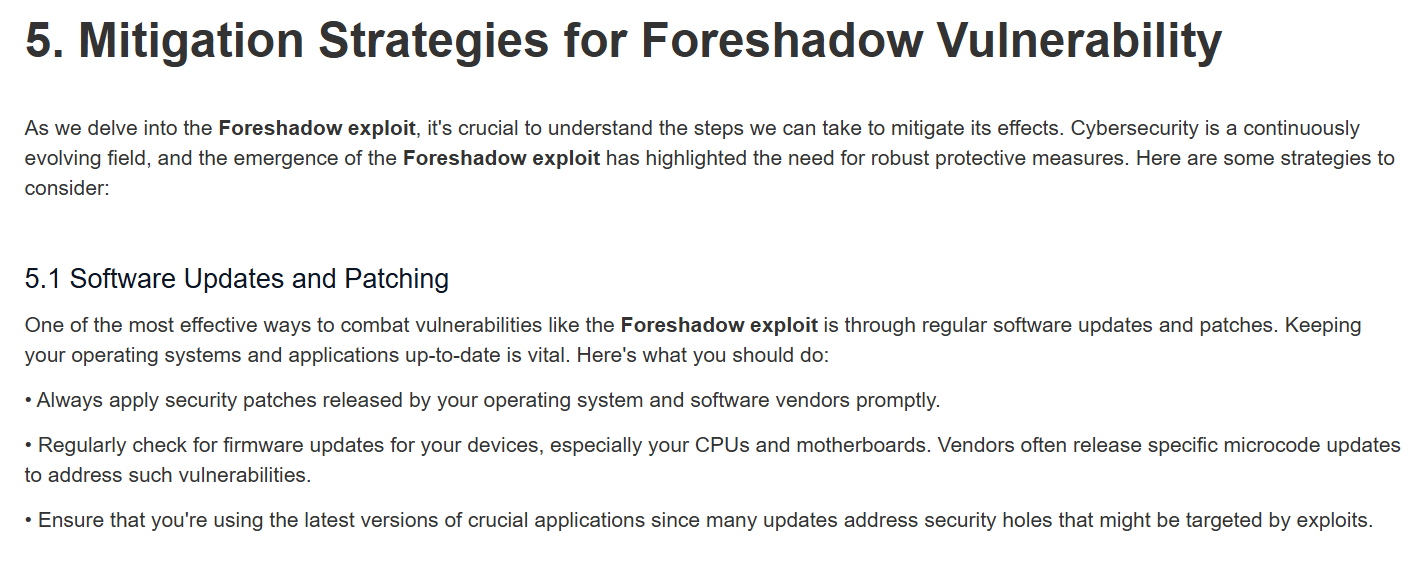 5. Mitigation Strategies for Foreshadow Vulnerability
As we delve into the Foreshadow exploit, it's crucial to understand the steps we can take to mitigate its effects. Cybersecurity is a continuously
evolving field, and the emergence of the Foreshadow exploit has highlighted the need for robust protective measures. Here are some strategies to
consider:
5.1 Software Updates and Patching
One of the most effective ways to combat vulnerabilities like the Foreshadow exploit is through regular software updates and patches. Keeping
your operating systems and applications up-to-date is vital. Here's what you should do:
• Always apply security patches released by your operating system and software vendors promptly.
• Regularly check for firmware updates for your devices, especially your CPUs and motherboards. Vendors often release specific microcode updates
to address such vulnerabilities.
• Ensure that you're using the latest versions of crucial applications since many updates address security holes that might be targeted by exploits.